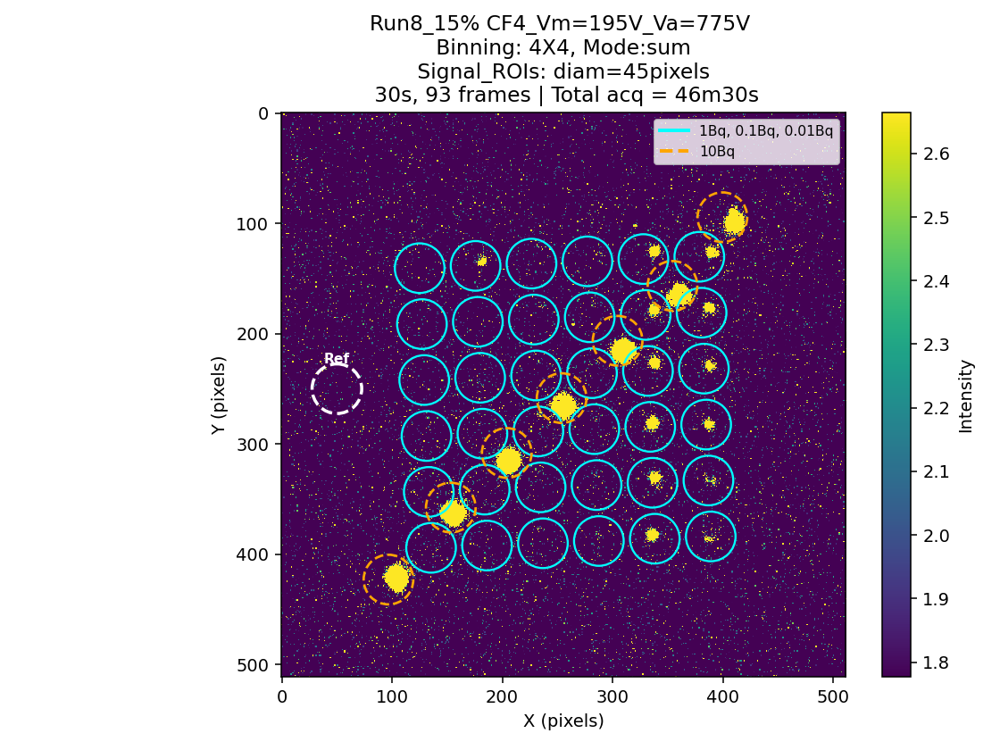 Run8_15% CF4_Vm=195V_Va=775V
Binning: 4X4, Mode:sum
Signal_ROIs: diam=45pixels
30s, 93 frames | Total acq = 46m30s
1Bq, 0.1Bq, 0.01Bq
10Bq
Ref
0
100
200
300
400
500
Y (pixels)
0
100
200
300
400
500
X (pixels)
2.6
2.5
2.4
2.3
2.2
2.1
2.0
1.9
1.8
Intensity